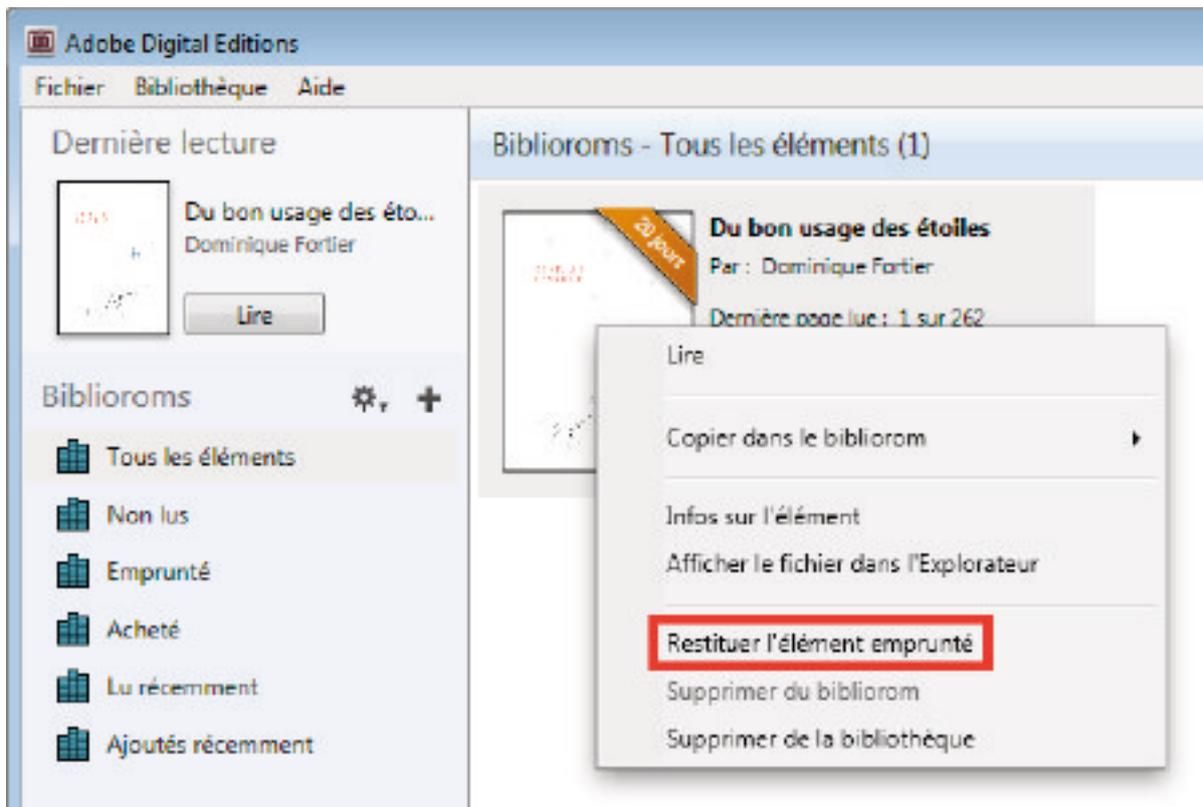 Adobe Digital Editions
Fichier Bibliothèque Aide
Dernière lecture
Du bon usage des éto...
Dominique Fortier
Lire
Biblioroms
Tous les éléments
Non lus
Emprunté
Acheté
Lu récemment
Ajoutés récemment
Biblioroms - Tous les éléments (1)
20 jours
Du bon usage des étoiles
Par : Dominique Fortier
Dernière page lue : 1 sur 262
Lire
Copier dans le bibliorom
Infos sur l'élément
Afficher le fichier dans l'Explorateur
Restituer l'élément emprunté
Supprimer du bibliorom
Supprimer de la bibliothèque